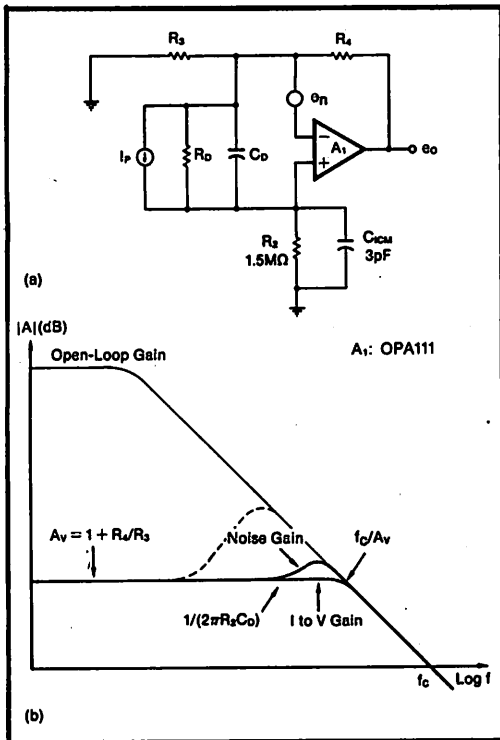 (a)
R₃
R₄
en
A₁
−
+
eo
IP
RD
CD
R₂
1.5MΩ
CICM
3pF
A₁: OPA111
|A|(dB)
Open-Loop Gain
AV = 1 + R₄/R₃
Noise Gain
fC/AV
1/(2πR₂CD)
I to V Gain
fC
Log f
(b)